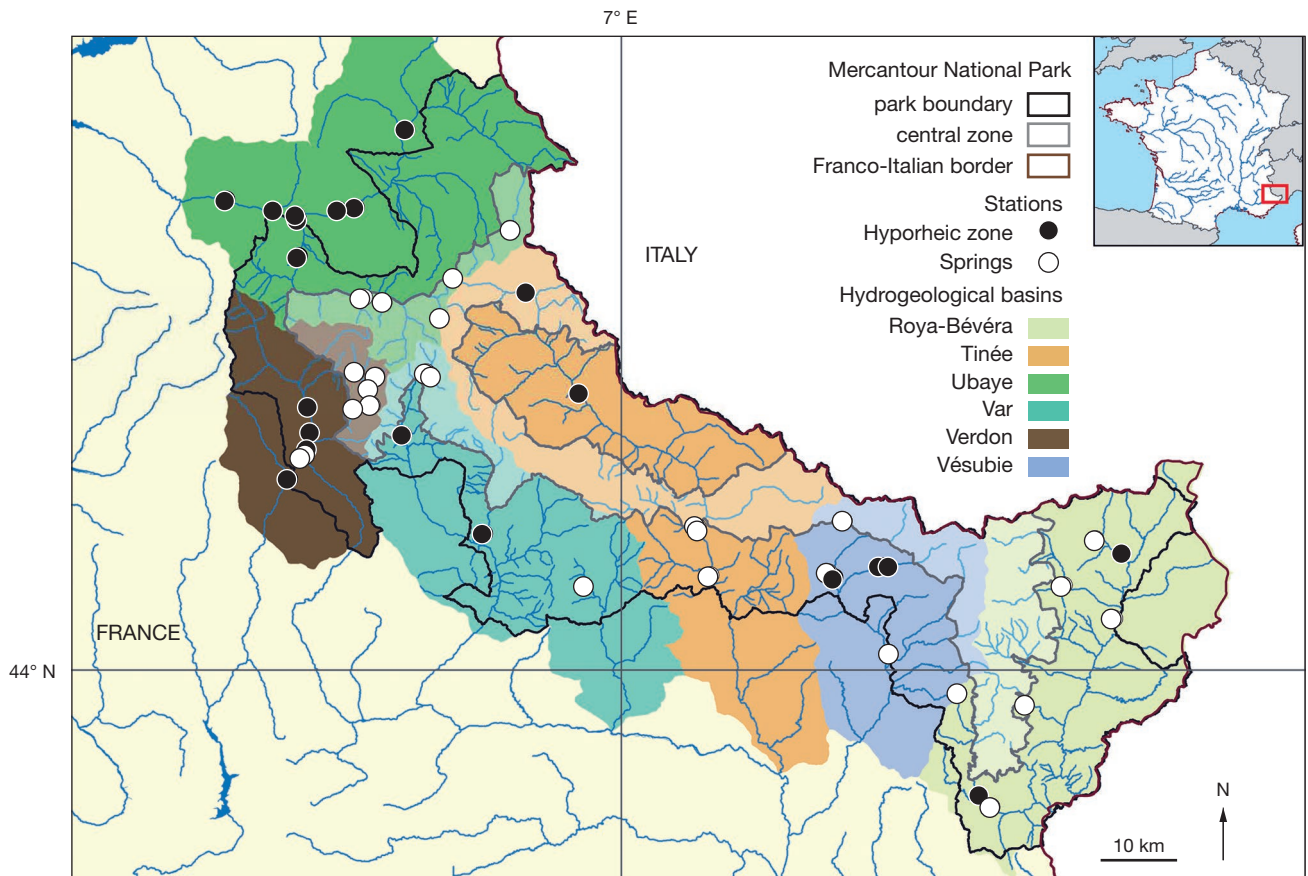 7° E
Mercantour National Park
park boundary
central zone
Franco-Italian border
Stations
Hyporheic zone
Springs
Hydrogeological basins
Roya-Bévéra
Tinée
Ubaye
Var
Verdon
Vésubie
ITALY
FRANCE
44° N
N
10 km